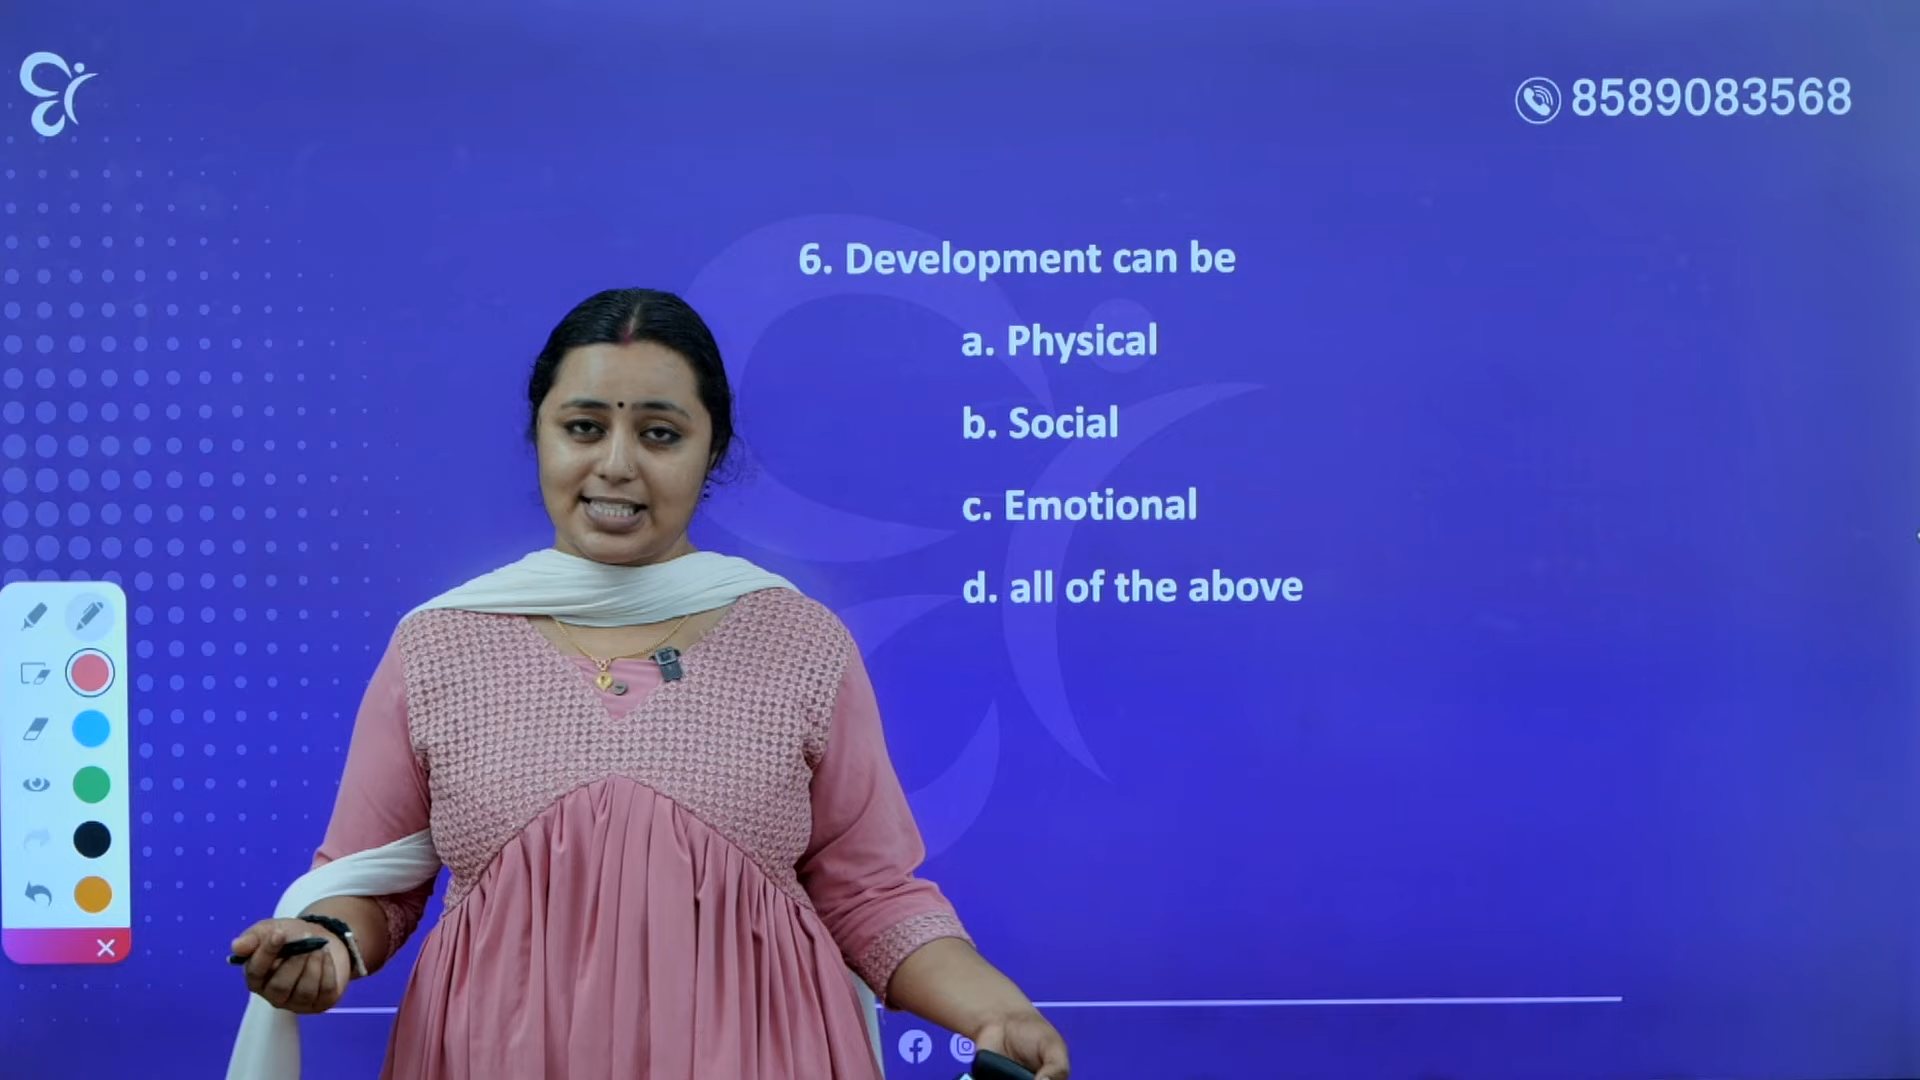 8589083568
6. Development can be
a. Physical
b. Social
c. Emotional
d. all of the above